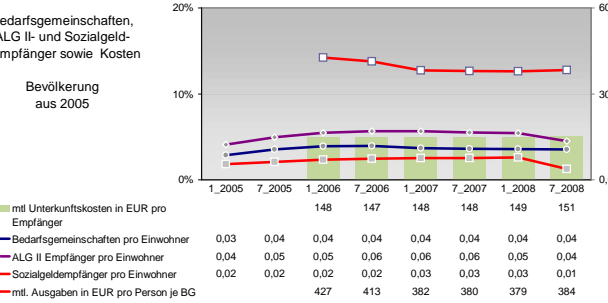 edarfsgemeinschaften,
ALG II- und Sozialgeld-
mpfänger sowie Kosten
Bevölkerung
aus 2005
20%
10%
0%
60
30
0,
1_2005 7_2005 1_2006 7_2006 1_2007 7_2007 1_2008 7_2008
mtl Unterkunftskosten in EUR pro Empfänger 148 147 148 148 149 151
Bedarfsgemeinschaften pro Einwohner 0,03 0,04 0,04 0,04 0,04 0,04 0,04 0,04
ALG II Empfänger pro Einwohner 0,04 0,05 0,05 0,06 0,06 0,06 0,05 0,04
Sozialgeldempfänger pro Einwohner 0,02 0,02 0,02 0,02 0,03 0,03 0,03 0,01
mtl. Ausgaben in EUR pro Person je BG 427 413 382 380 379 384